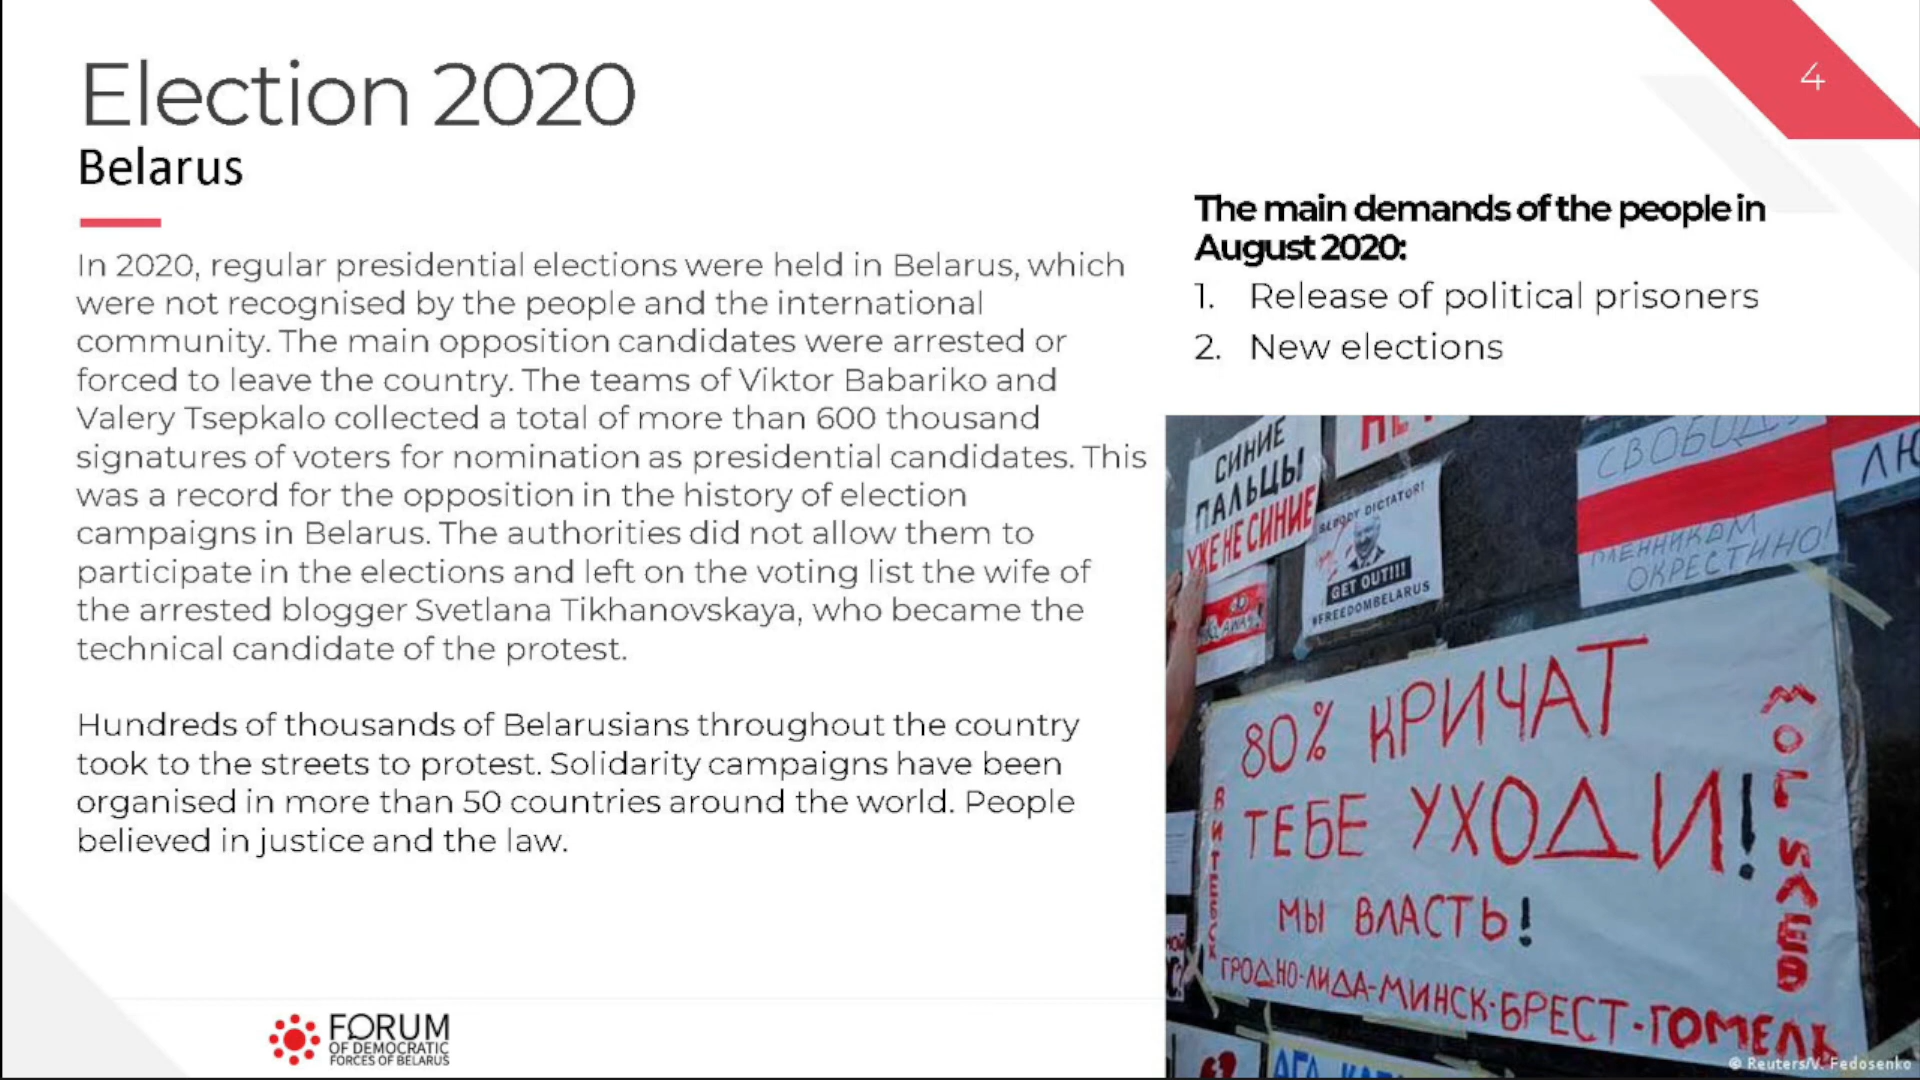 4
Election 2020
Belarus
In 2020, regular presidential elections were held in Belarus, which
were not recognised by the people and the international
community. The main opposition candidates were arrested or
forced to leave the country. The teams of Viktor Babariko and
Valery Tsepkalo collected a total of more than 600 thousand
signatures of voters for nomination as presidential candidates. This
was a record for the opposition in the history of election
campaigns in Belarus. The authorities did not allow them to
participate in the elections and left on the voting list the wife of
the arrested blogger Svetlana Tikhanovskaya, who became the
technical candidate of the protest.
Hundreds of thousands of Belarusians throughout the country
took to the streets to protest. Solidarity campaigns have been
organised in more than 50 countries around the world. People
believed in justice and the law.
The main demands of the people in
August 2020:
1. Release of political prisoners
2. New elections
СИНИЕ
ПАЛЬЦЫ
УЖЕ НЕ СИНИЕ
BLOODY DICTATOR!
GET OUT!!!
#FREEDOMBELARUS
ОКРЕСТИНО!
80% КРИЧАТ
ТЕБЕ УХОДИ!
МЫ ВЛАСТЬ!
ВИТЕБСК
МОГИЛЕВ
ГРОДНО-ЛИДА-МИНСК-БРЕСТ-ГОМЕЛЬ
© Reuters/V. Fedosenko
FORUM
OF DEMOCRATIC
FORCES OF BELARUS